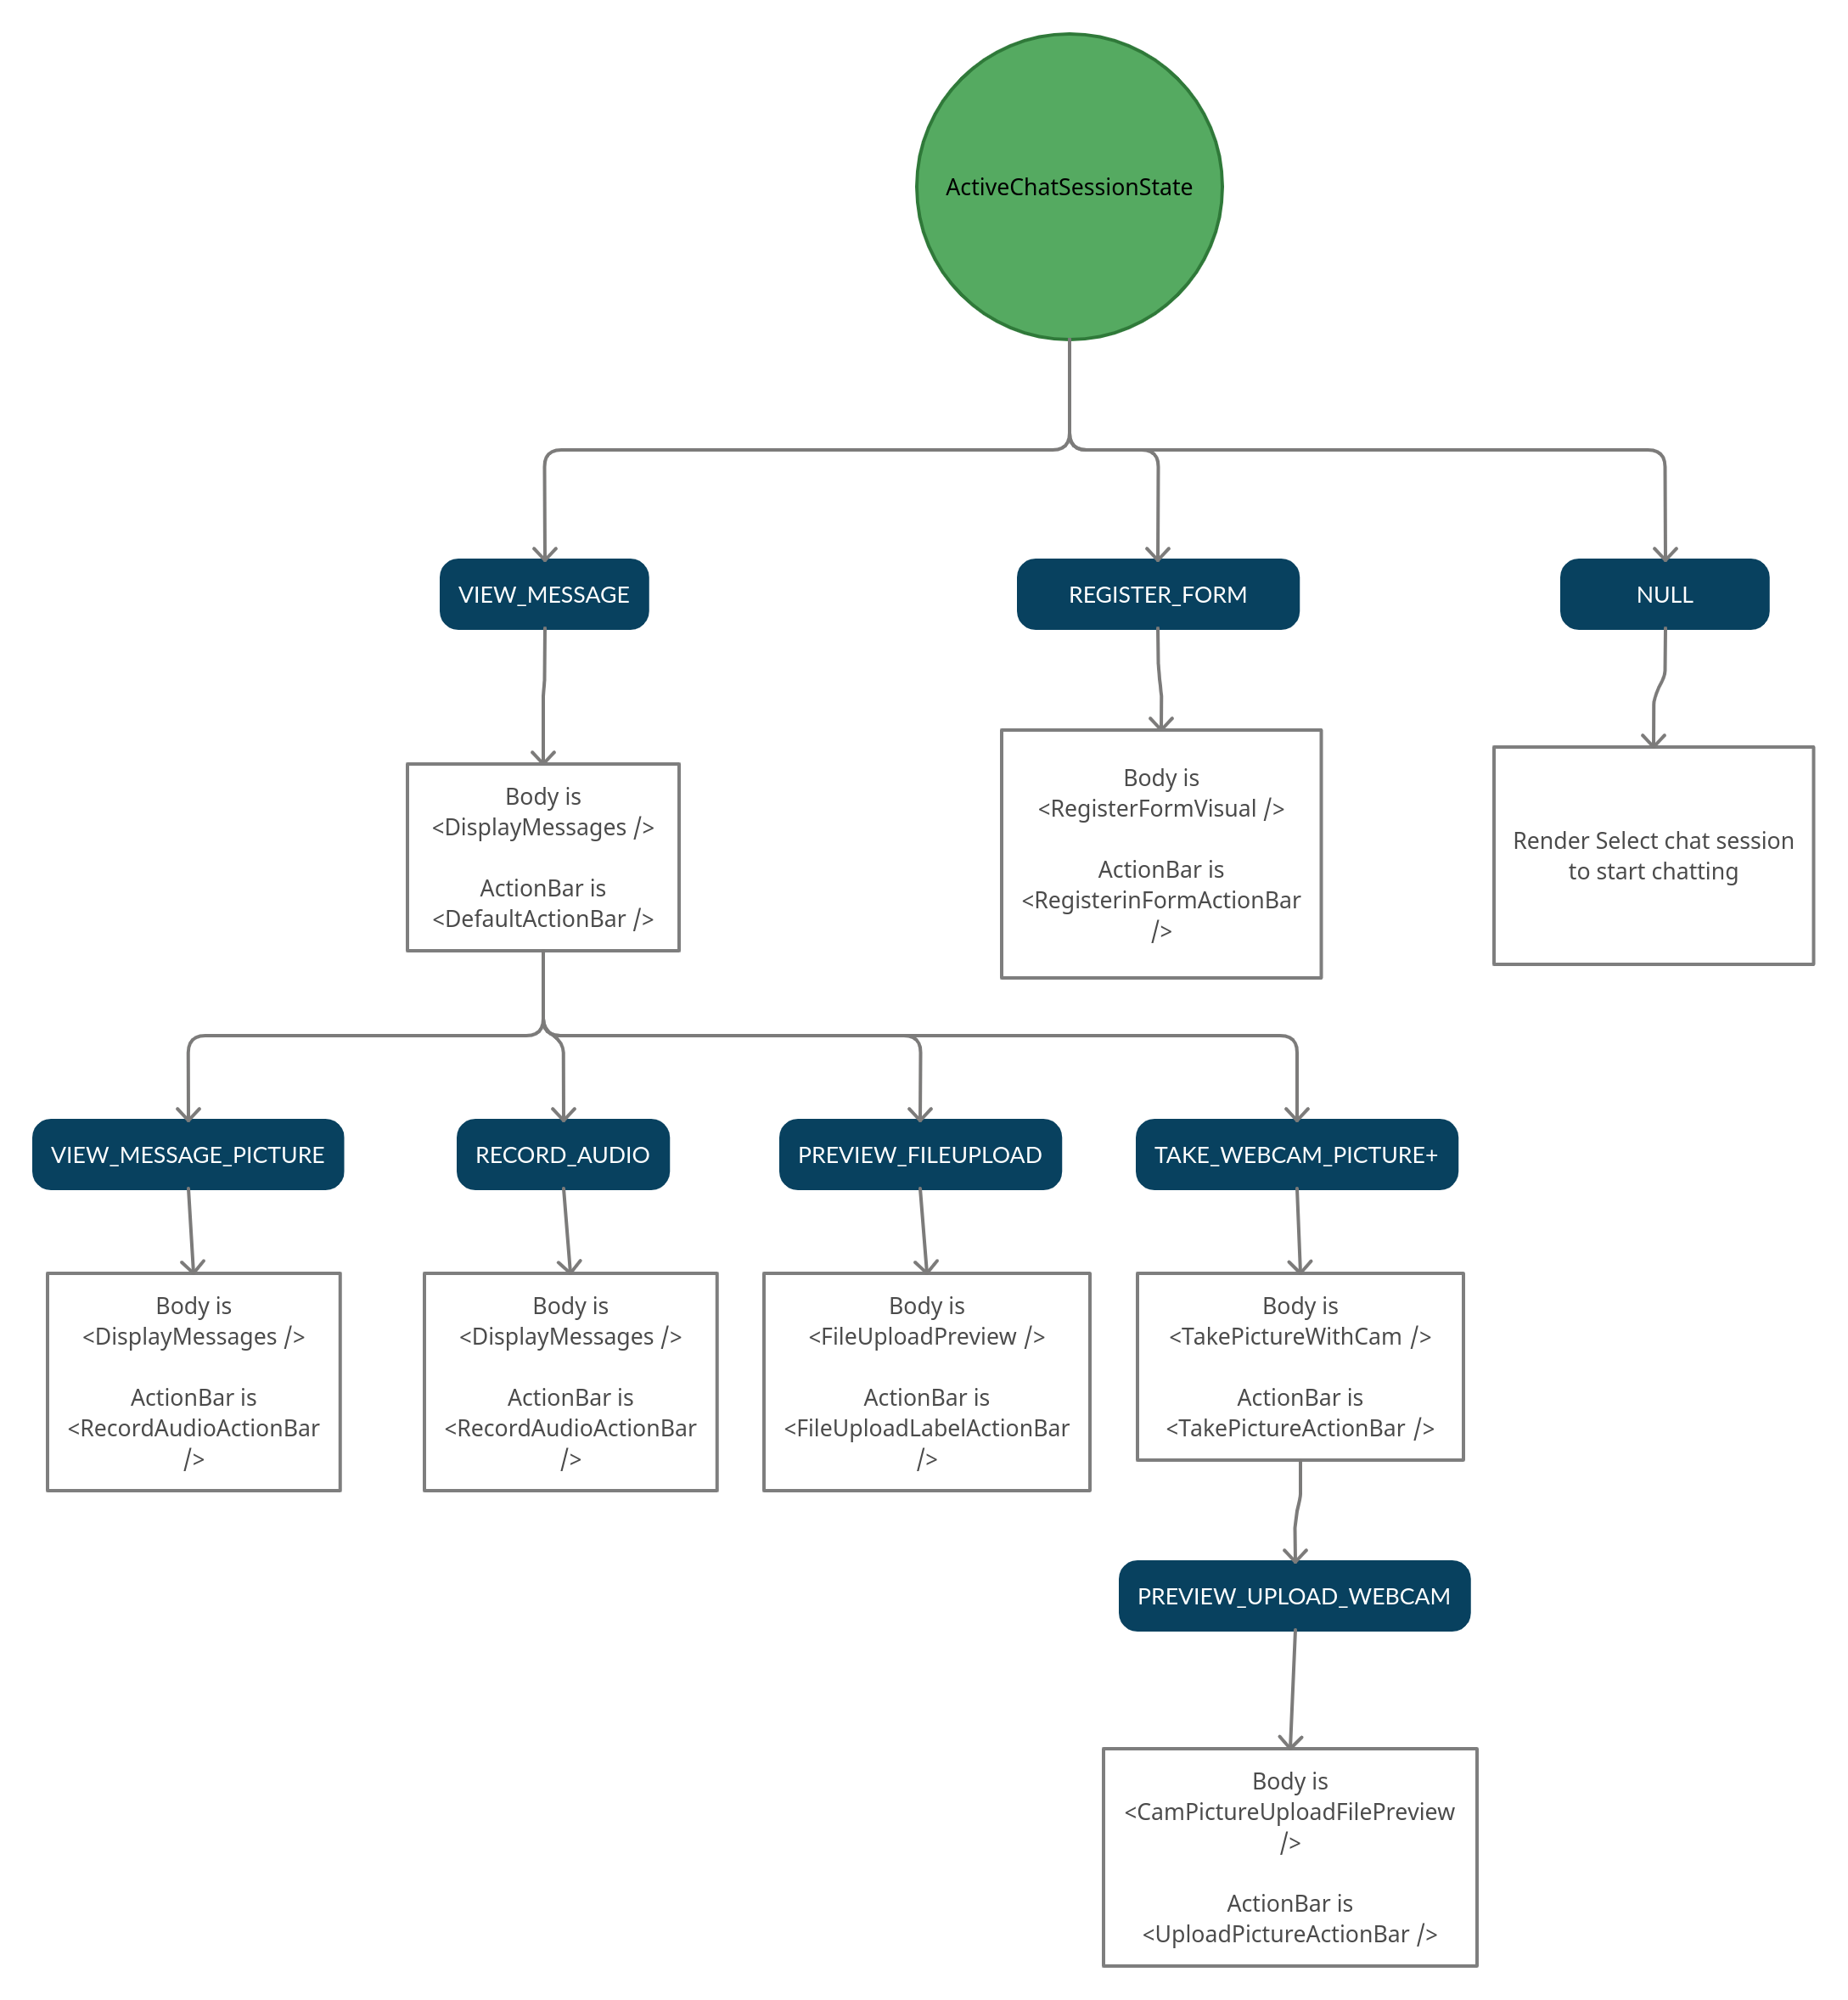 ActiveChatSessionState
VIEW_MESSAGE
REGISTER_FORM
NULL
Body is
<DisplayMessages />
ActionBar is
<DefaultActionBar />
Body is
<RegisterFormVisual />
ActionBar is
<RegisterinFormActionBar
/>
Render Select chat session
to start chatting
VIEW_MESSAGE_PICTURE
RECORD_AUDIO
PREVIEW_FILEUPLOAD
TAKE_WEBCAM_PICTURE+
Body is
<DisplayMessages />
ActionBar is
<RecordAudioActionBar
/>
Body is
<DisplayMessages />
ActionBar is
<RecordAudioActionBar
/>
Body is
<FileUploadPreview />
ActionBar is
<FileUploadLabelActionBar
/>
Body is
<TakePictureWithCam />
ActionBar is
<TakePictureActionBar />
PREVIEW_UPLOAD_WEBCAM
Body is
<CamPictureUploadFilePreview
/>
ActionBar is
<UploadPictureActionBar />